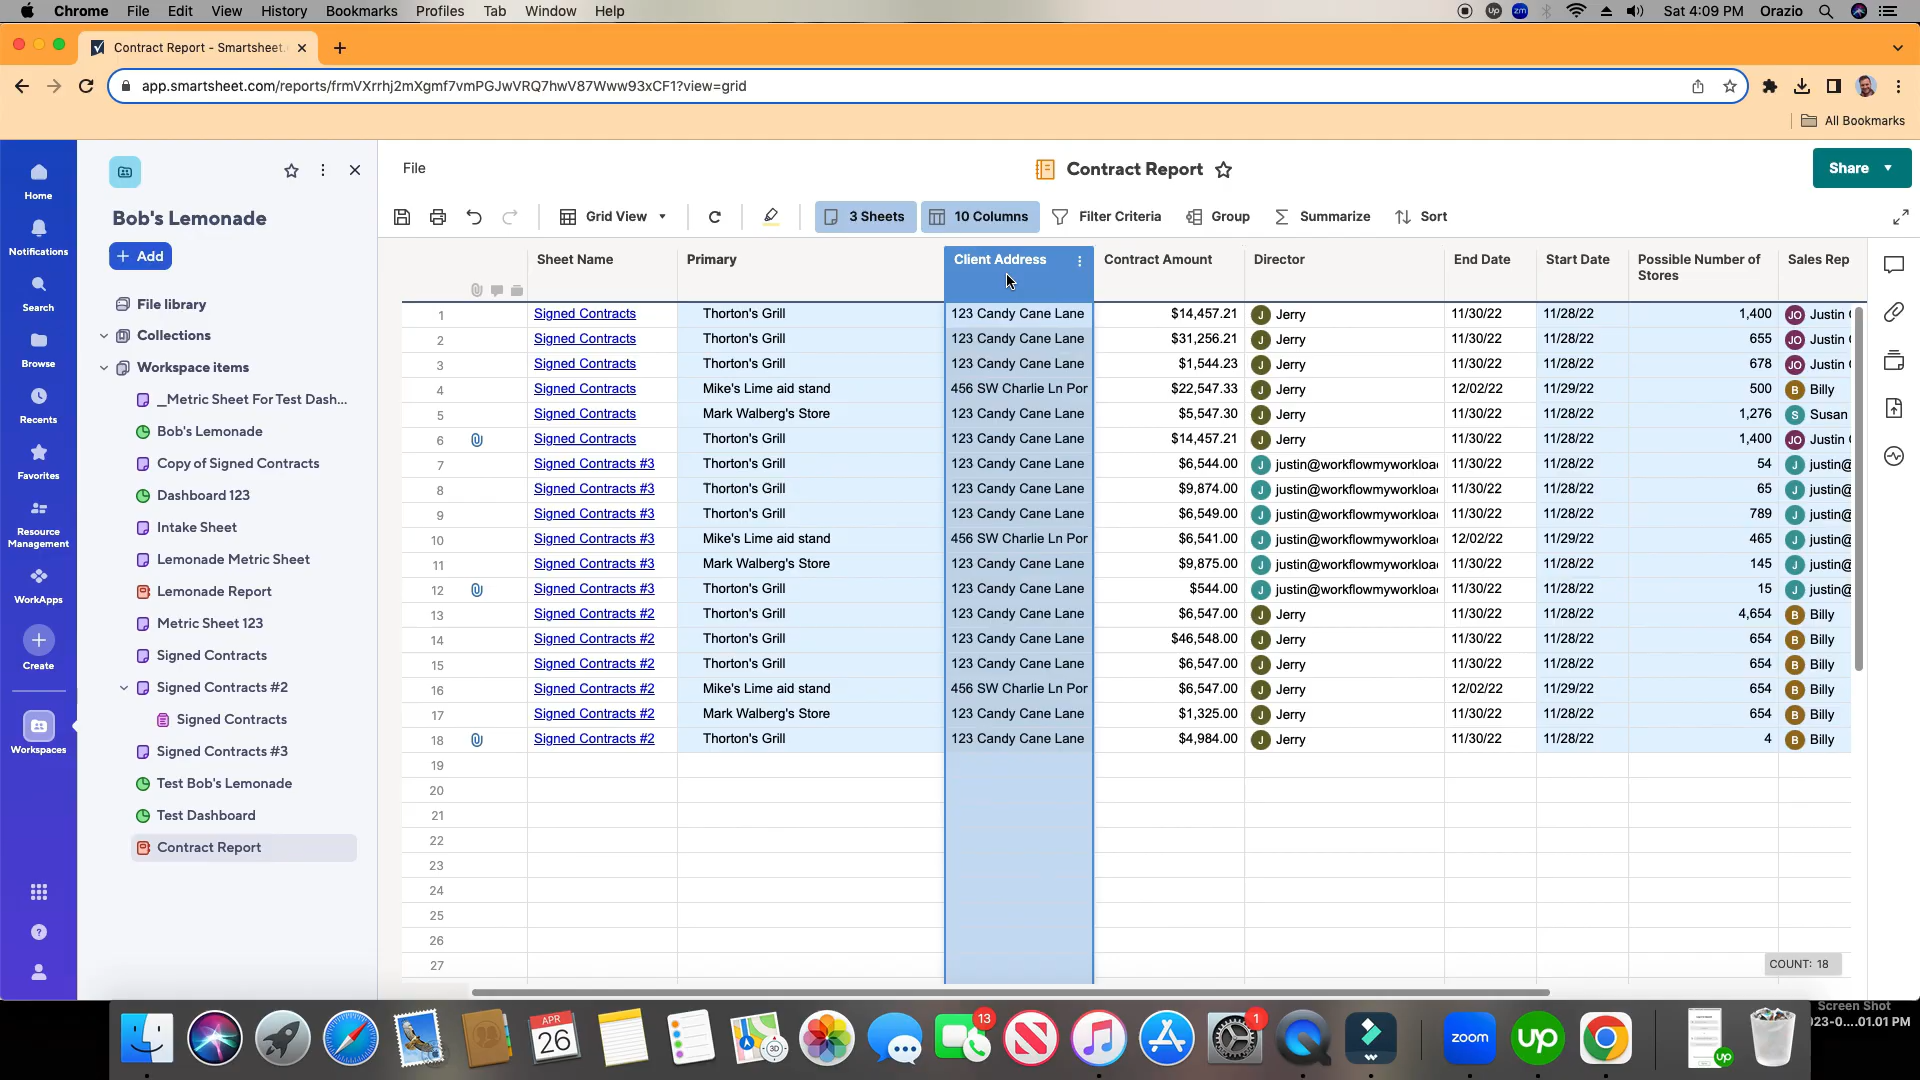 Chrome File Edit View History Bookmarks Profiles Tab Window Help
up zm Sat 4:09 PM Orazio
Contract Report - Smartsheet.
app.smartsheet.com/reports/frmVXrrhj2mXgmf7vmPGJwVRQ7hwV87Www93xCF1?view=grid
All Bookmarks
Home
Notifications
Search
Browse
Recents
Favorites
Resource
Management
WorkApps
Create
Workspaces
Bob's Lemonade
+ Add
File library
Collections
Workspace items
_Metric Sheet For Test Dash...
Bob's Lemonade
Copy of Signed Contracts
Dashboard 123
Intake Sheet
Lemonade Metric Sheet
Lemonade Report
Metric Sheet 123
Signed Contracts
Signed Contracts #2
Signed Contracts
Signed Contracts #3
Test Bob's Lemonade
Test Dashboard
Contract Report
File Contract Report Share
Grid View 3 Sheets 10 Columns Filter Criteria Group Summarize Sort
Sheet Name Primary Client Address Contract Amount Director End Date Start Date Possible Number of Sales Rep
Stores
1 Signed Contracts Thorton's Grill 123 Candy Cane Lane $14,457.21 J Jerry 11/30/22 11/28/22 1,400 JO Justin
2 Signed Contracts Thorton's Grill 123 Candy Cane Lane $31,256.21 J Jerry 11/30/22 11/28/22 655 JO Justin
3 Signed Contracts Thorton's Grill 123 Candy Cane Lane $1,544.23 J Jerry 11/30/22 11/28/22 678 JO Justin
4 Signed Contracts Mike's Lime aid stand 456 SW Charlie Ln Por $22,547.33 J Jerry 12/02/22 11/29/22 500 B Billy
5 Signed Contracts Mark Walberg's Store 123 Candy Cane Lane $5,547.30 J Jerry 11/30/22 11/28/22 1,276 S Susan
6 Signed Contracts Thorton's Grill 123 Candy Cane Lane $14,457.21 J Jerry 11/30/22 11/28/22 1,400 JO Justin
7 Signed Contracts #3 Thorton's Grill 123 Candy Cane Lane $6,544.00 J justin@workflowmyworkloa 11/30/22 11/28/22 54 J justin@
8 Signed Contracts #3 Thorton's Grill 123 Candy Cane Lane $9,874.00 J justin@workflowmyworkloa 11/30/22 11/28/22 65 J justin@
9 Signed Contracts #3 Thorton's Grill 123 Candy Cane Lane $6,549.00 J justin@workflowmyworkloa 11/30/22 11/28/22 789 J justin@
10 Signed Contracts #3 Mike's Lime aid stand 456 SW Charlie Ln Por $6,541.00 J justin@workflowmyworkloa 12/02/22 11/29/22 465 J justin@
11 Signed Contracts #3 Mark Walberg's Store 123 Candy Cane Lane $9,875.00 J justin@workflowmyworkloa 11/30/22 11/28/22 145 J justin@
12 Signed Contracts #3 Thorton's Grill 123 Candy Cane Lane $544.00 J justin@workflowmyworkloa 11/30/22 11/28/22 15 J justin@
13 Signed Contracts #2 Thorton's Grill 123 Candy Cane Lane $6,547.00 J Jerry 11/30/22 11/28/22 4,654 B Billy
14 Signed Contracts #2 Thorton's Grill 123 Candy Cane Lane $46,548.00 J Jerry 11/30/22 11/28/22 654 B Billy
15 Signed Contracts #2 Thorton's Grill 123 Candy Cane Lane $6,547.00 J Jerry 11/30/22 11/28/22 654 B Billy
16 Signed Contracts #2 Mike's Lime aid stand 456 SW Charlie Ln Por $6,547.00 J Jerry 12/02/22 11/29/22 654 B Billy
17 Signed Contracts #2 Mark Walberg's Store 123 Candy Cane Lane $1,325.00 J Jerry 11/30/22 11/28/22 654 B Billy
18 Signed Contracts #2 Thorton's Grill 123 Candy Cane Lane $4,984.00 J Jerry 11/30/22 11/28/22 4 B Billy
19
20
21
22
23
24
25
26
27
COUNT: 18
Screen Shot
023-0....01.01 PM
APR
26
3D
13
1
zoom
up
up